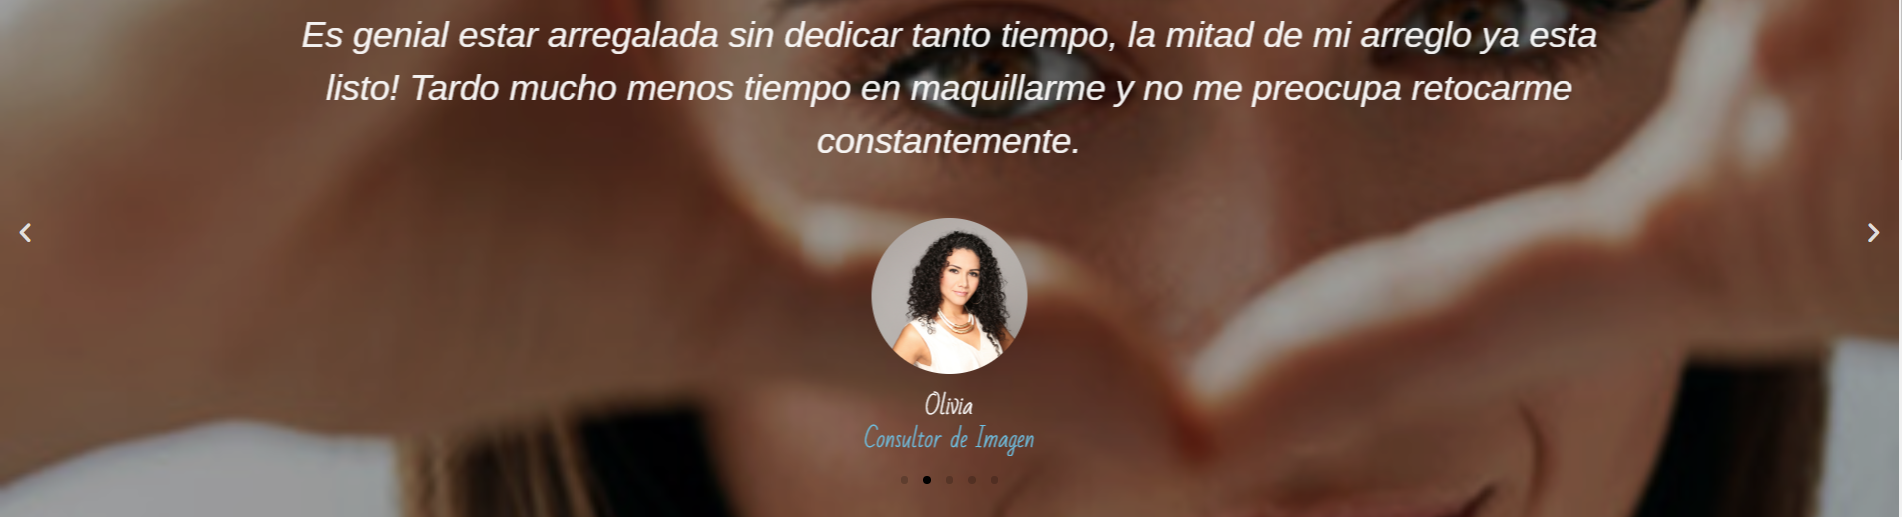 Es genial estar arregalada sin dedicar tanto tiempo, la mitad de mi arreglo ya esta
listo! Tardo mucho menos tiempo en maquillarme y no me preocupa retocarme
constantemente.
Olivia
Consultor de Imagen